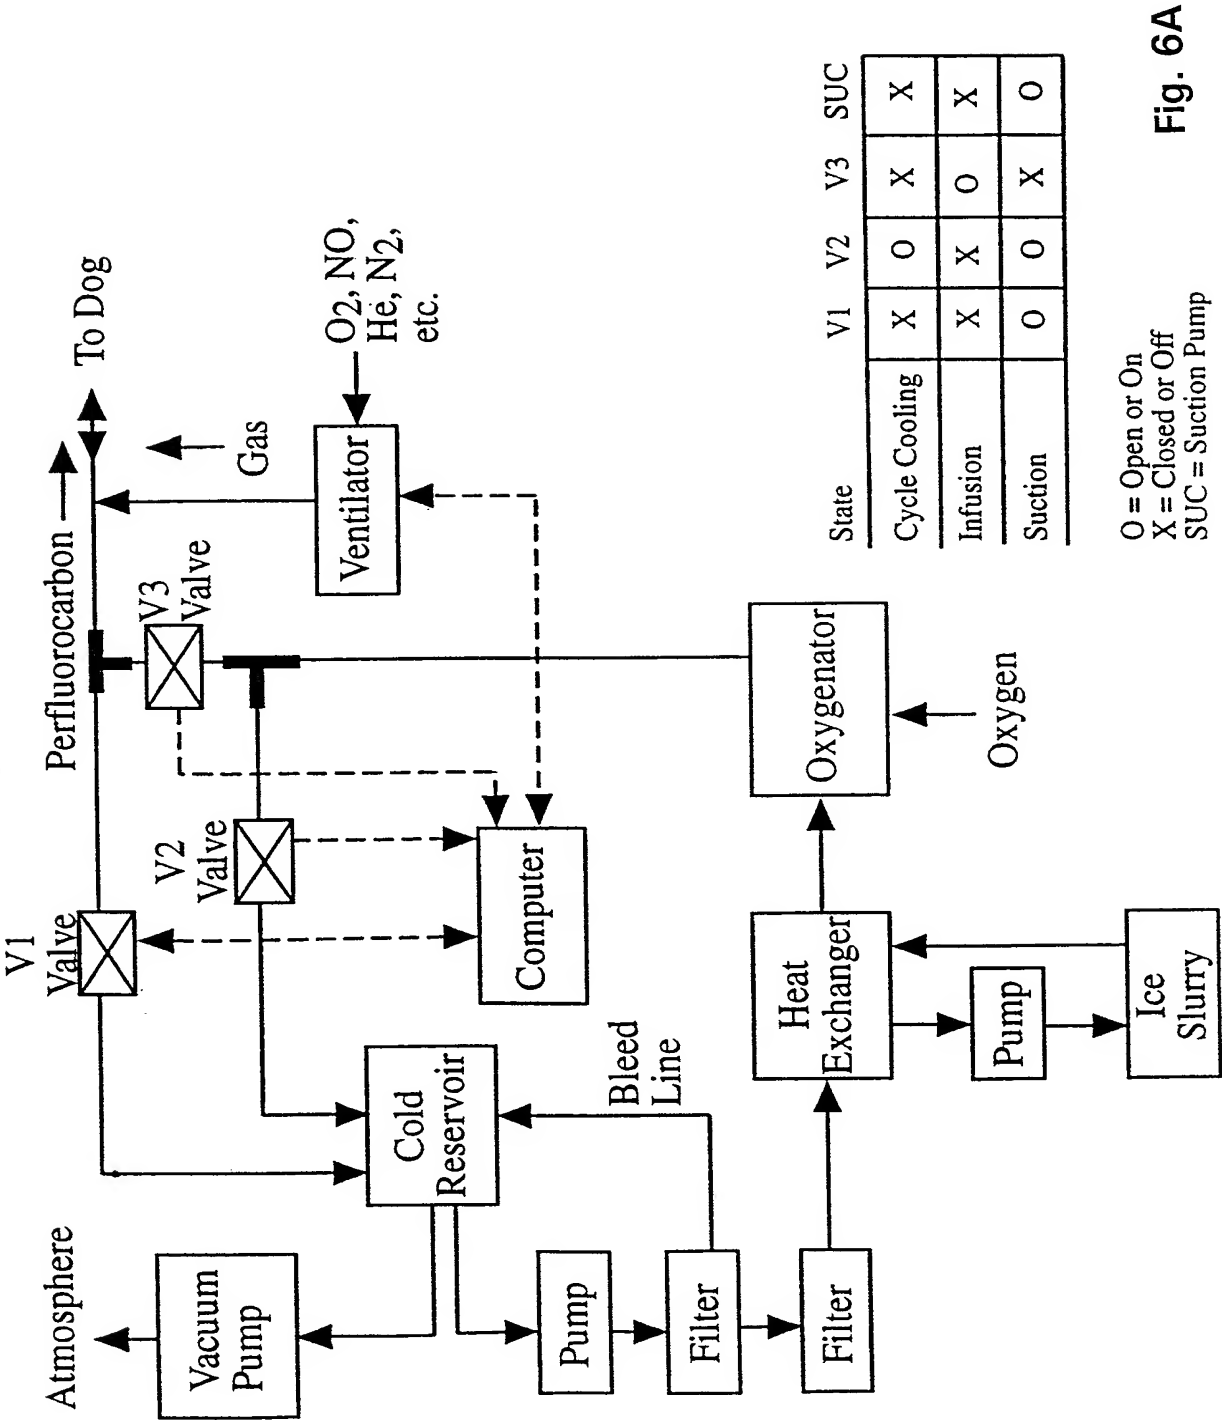 Atmosphere
Vacuum
Pump
V1
Valve
V2
Valve
Perfluorocarbon
V3
Valve
To Dog
Gas
Ventilator
O2, NO,
He, N2,
etc.
Cold
Reservoir
Computer
Bleed
Line
Pump
Filter
Filter
Heat
Exchanger
Pump
Ice
Slurry
Oxygenator
Oxygen
State V1 V2 V3 SUC
Cycle Cooling X O X X
Infusion X X O X
Suction O O X O
O = Open or On
X = Closed or Off
SUC = Suction Pump
Fig. 6A